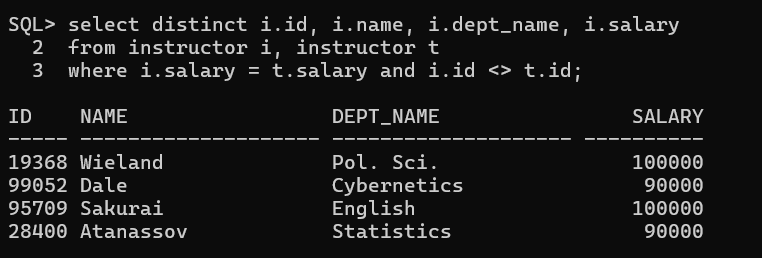 SQL> select distinct i.id, i.name, i.dept_name, i.salary
  2  from instructor i, instructor t
  3  where i.salary = t.salary and i.id <> t.id;

ID    NAME                 DEPT_NAME                SALARY
----- -------------------- -------------------- ----------
19368 Wieland              Pol. Sci.                100000
99052 Dale                 Cybernetics               90000
95709 Sakurai              English                  100000
28400 Atanassov            Statistics                90000